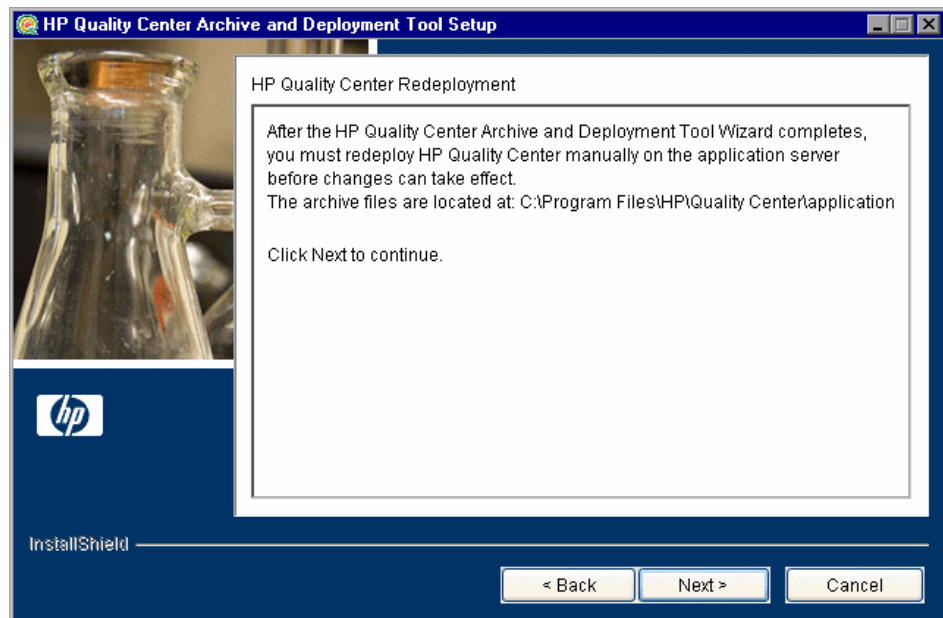 HP Quality Center Archive and Deployment Tool Setup
HP Quality Center Redeployment
After the HP Quality Center Archive and Deployment Tool Wizard completes,
you must redeploy HP Quality Center manually on the application server
before changes can take effect.
The archive files are located at: C:\Program Files\HP\Quality Center\application
Click Next to continue.
hp
InstallShield
< Back
Next >
Cancel